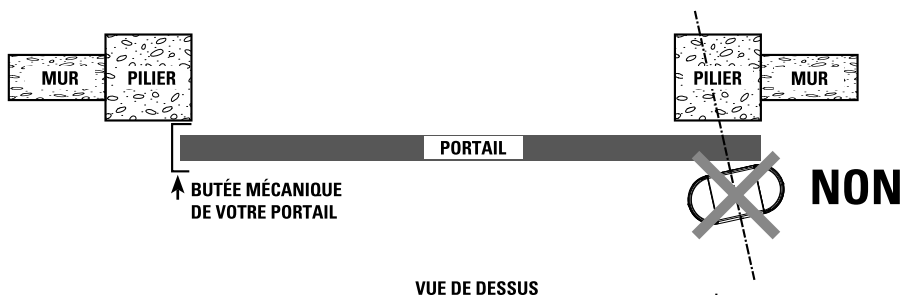 MUR PILIER PILIER MUR
PORTAIL
BUTÉE MÉCANIQUE
DE VOTRE PORTAIL
NON
VUE DE DESSUS